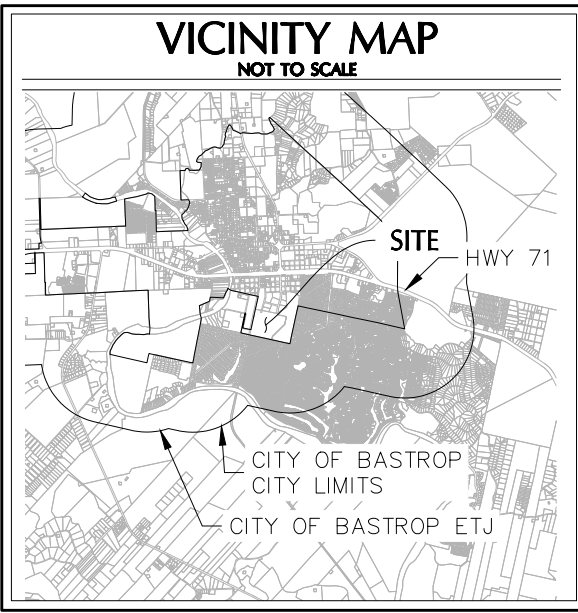 VICINITY MAP
NOT TO SCALE
SITE
HWY 71
CITY OF BASTROP
CITY LIMITS
CITY OF BASTROP ETJ